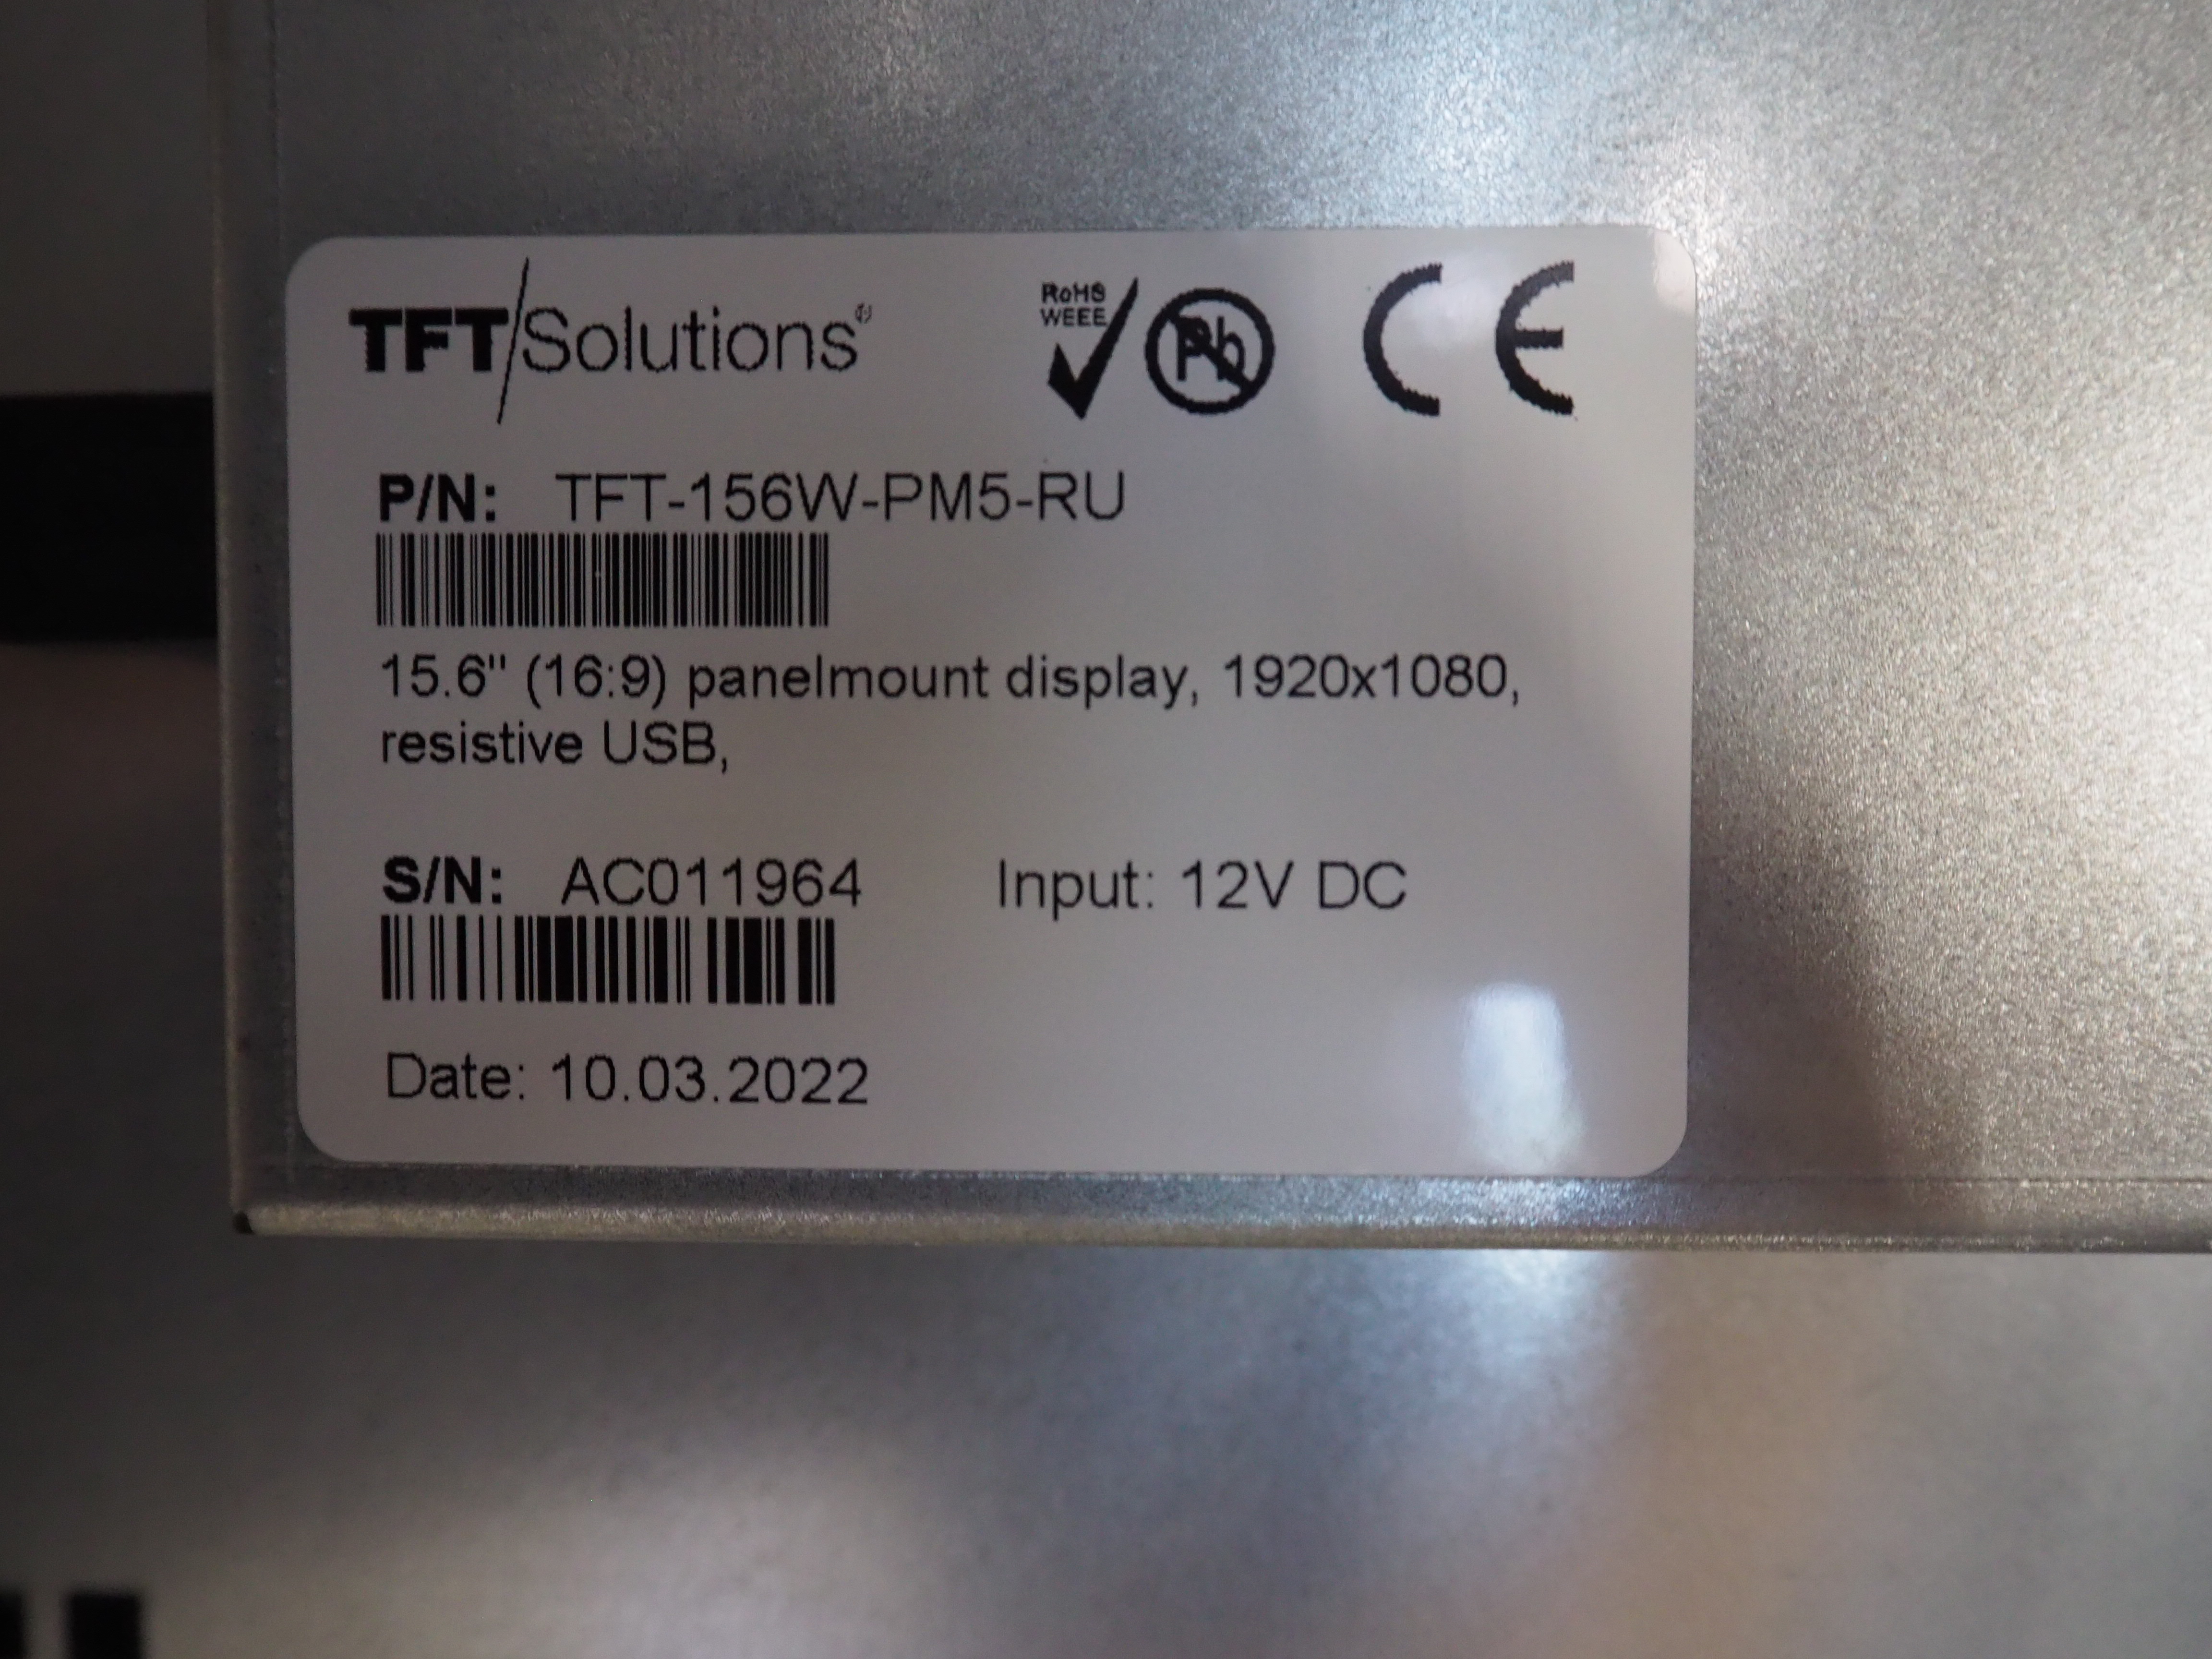 TFT/Solutions®
RoHS
WEEE
Pb
CE
P/N: TFT-156W-PM5-RU
15.6" (16:9) panelmount display, 1920x1080,
resistive USB,
S/N: AC011964 Input: 12V DC
Date: 10.03.2022